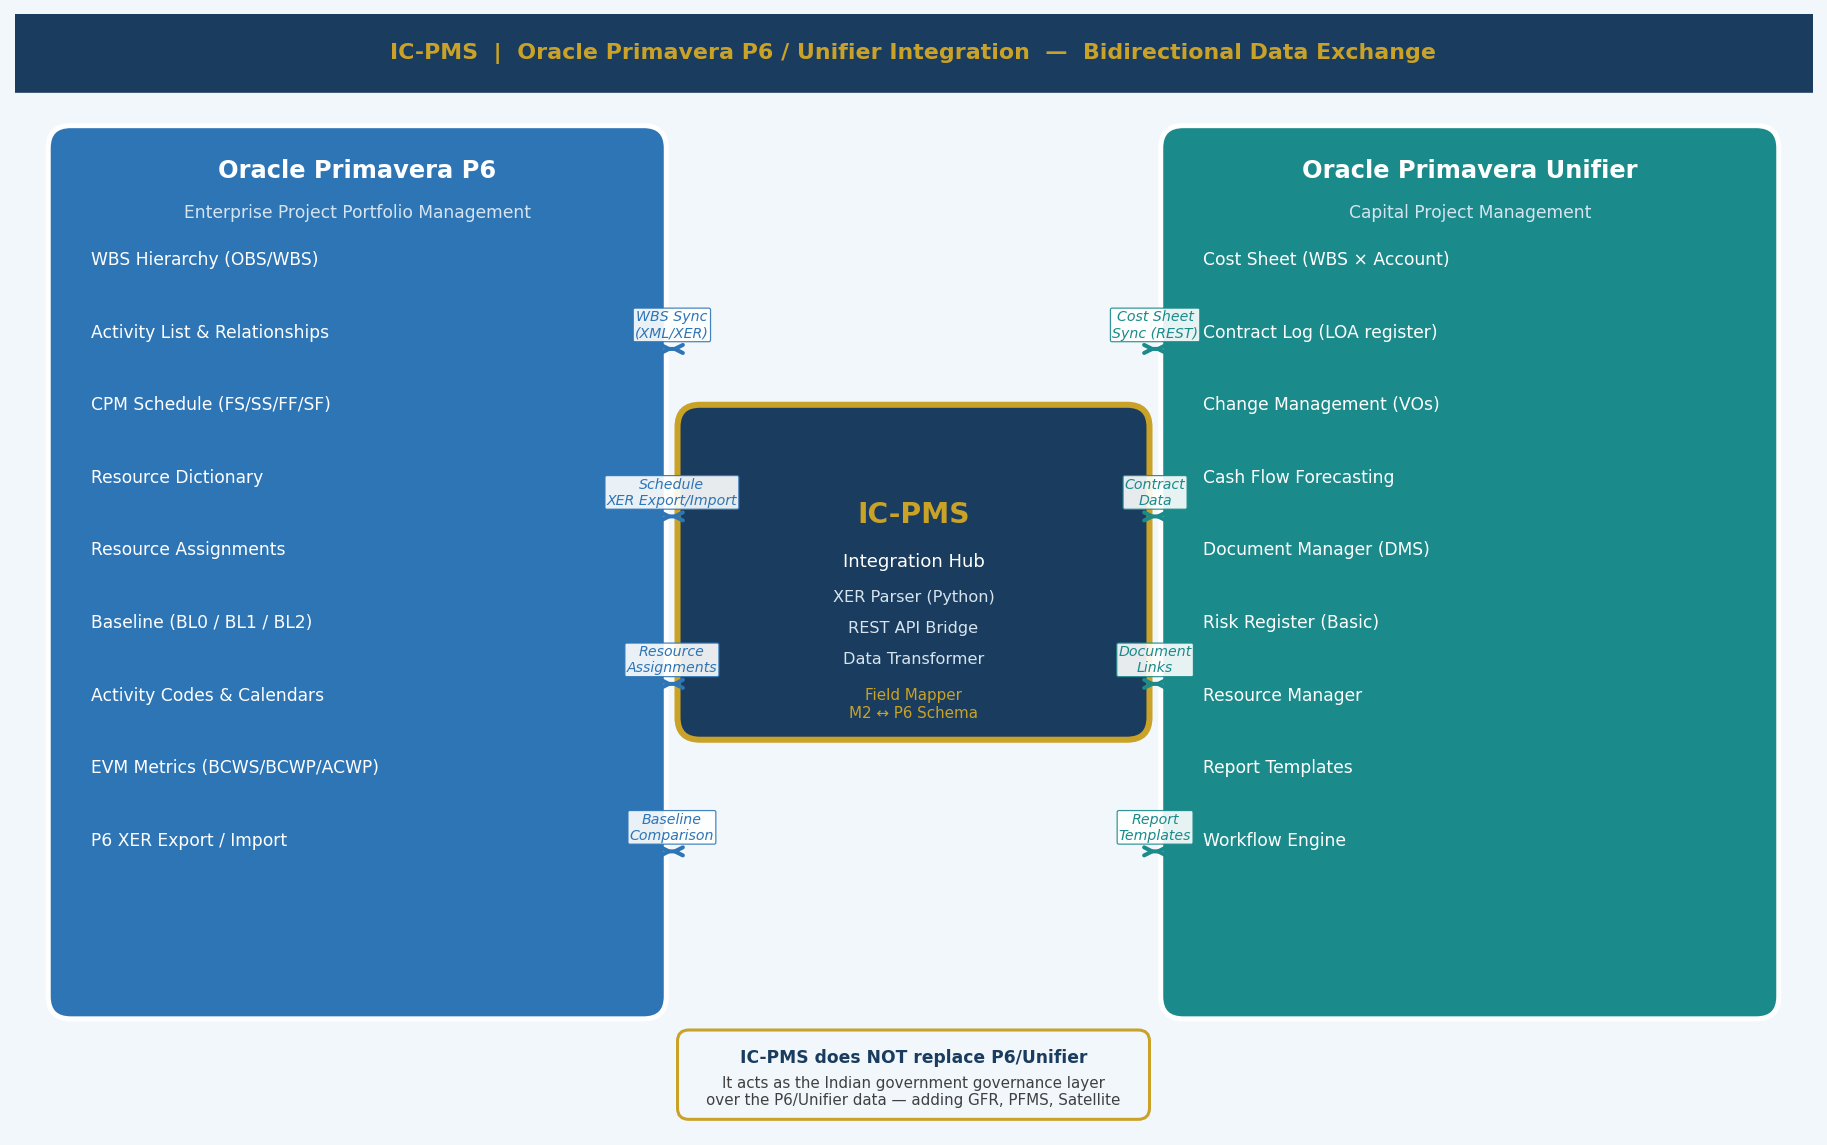 IC-PMS | Oracle Primavera P6 / Unifier Integration — Bidirectional Data Exchange
Oracle Primavera P6
Enterprise Project Portfolio Management
WBS Hierarchy (OBS/WBS)
Activity List & Relationships
CPM Schedule (FS/SS/FF/SF)
Resource Dictionary
Resource Assignments
Baseline (BL0 / BL1 / BL2)
Activity Codes & Calendars
EVM Metrics (BCWS/BCWP/ACWP)
P6 XER Export / Import
WBS Sync
(XML/XER)
Schedule
XER Export/Import
Resource
Assignments
Baseline
Comparison
IC-PMS
Integration Hub
XER Parser (Python)
REST API Bridge
Data Transformer
Field Mapper
M2 ↔ P6 Schema
Cost Sheet
Sync (REST)
Contract
Data
Document
Links
Report
Templates
Oracle Primavera Unifier
Capital Project Management
Cost Sheet (WBS × Account)
Contract Log (LOA register)
Change Management (VOs)
Cash Flow Forecasting
Document Manager (DMS)
Risk Register (Basic)
Resource Manager
Report Templates
Workflow Engine
IC-PMS does NOT replace P6/Unifier
It acts as the Indian government governance layer
over the P6/Unifier data — adding GFR, PFMS, Satellite